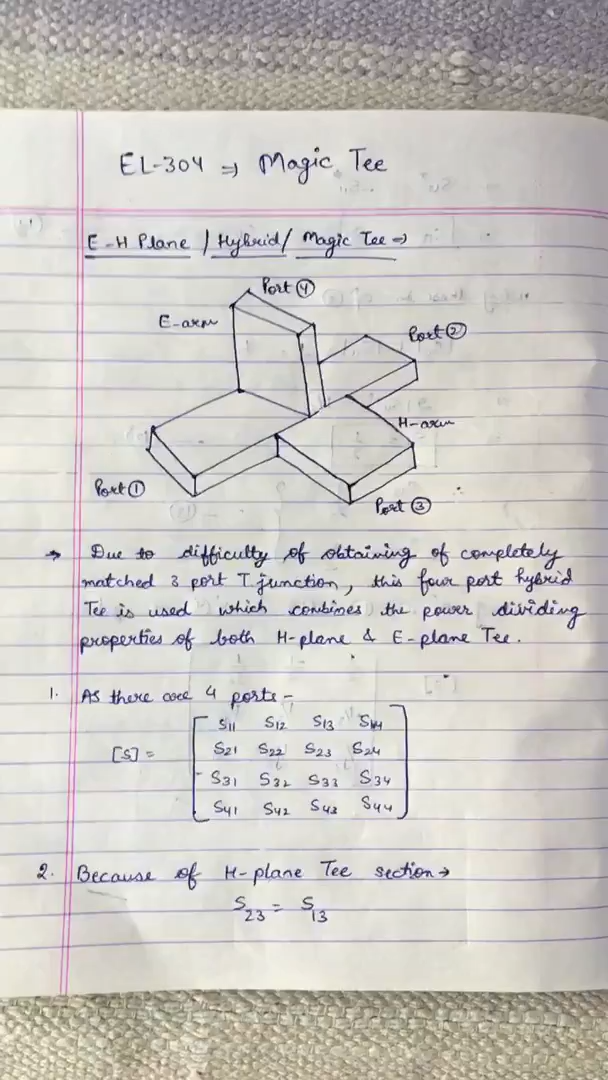 EL-304 ⇒ Magic Tee
E-H Plane / Hybrid / Magic Tee ⇒
Port ④
E-arm
Port ②
H-arm
Port ①
Port ③
→ Due to difficulty of obtaining of completely
matched 3 port T junction, this four port hybrid
Tee is used which combines the power dividing
properties of both H-plane & E-plane Tee.
1. As there are 4 ports -
S11 S12 S13 S14
[S] = S21 S22 S23 S24
S31 S32 S33 S34
S41 S42 S43 S44
2. Because of H-plane Tee section →
S23 = S13